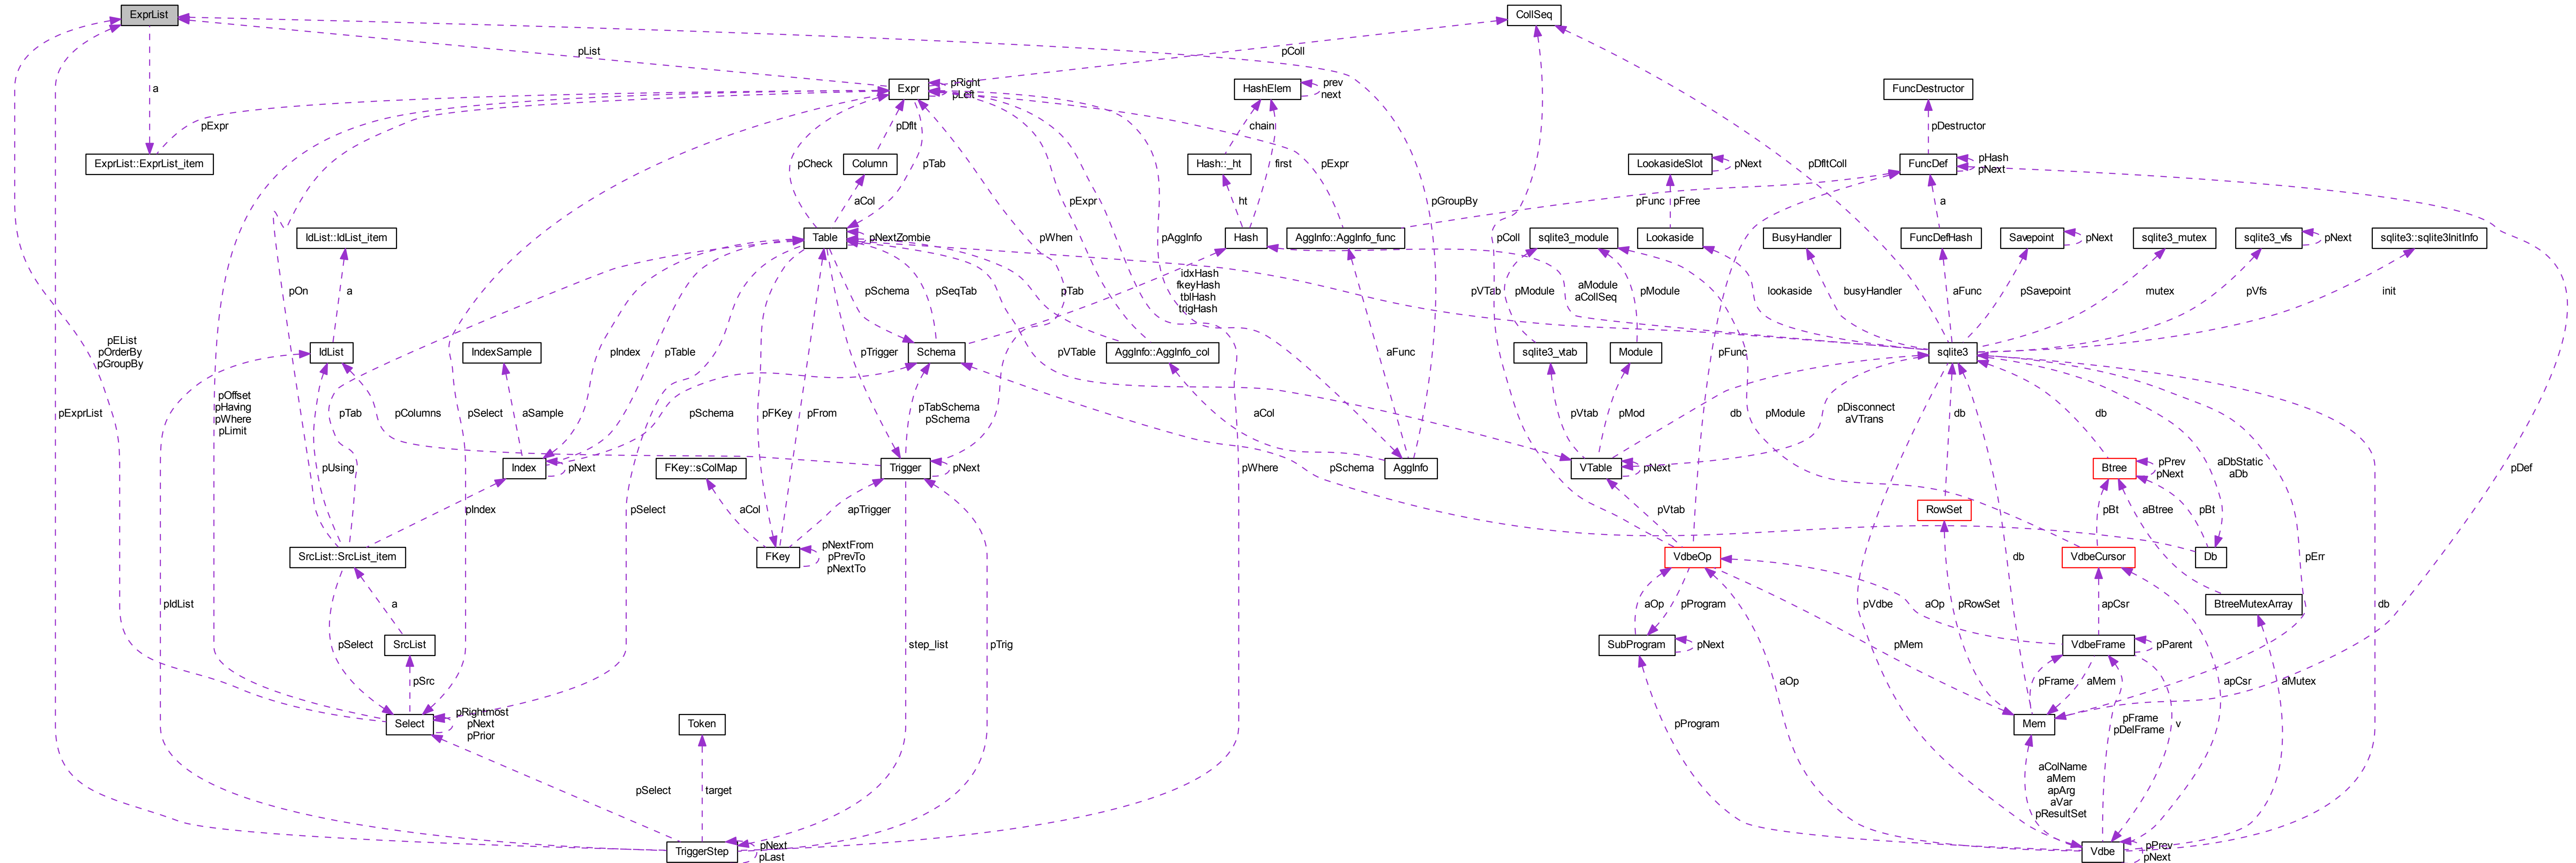 ExprList
CollSeq
pList
pColl
Expr
pRight
pLeft
HashElem
prev
next
FuncDestructor
a
pExpr
pDflt
chain
pDestructor
ExprList::ExprList_item
pCheck
Column
pTab
pExpr
Hash::_ht
first
LookasideSlot
pNext
pDfltColl
FuncDef
pHash
pNext
aCol
pExpr
pGroupBy
ht
pFunc
pFree
a
IdList::IdList_item
Table
pNextZombie
pWhen
pAggInfo
Hash
AggInfo::AggInfo_func
pColl
sqlite3_module
Lookaside
BusyHandler
FuncDefHash
Savepoint
pNext
sqlite3_mutex
sqlite3_vfs
pNext
sqlite3::sqlite3InitInfo
pOn
a
pSchema
pSeqTab
pTab
idxHash
fkeyHash
tblHash
trigHash
aModule
aCollSeq
pVTab
pModule
pModule
lookaside
busyHandler
aFunc
pSavepoint
mutex
pVfs
init
pEList
pOrderBy
pGroupBy
IdList
IndexSample
pIndex
pTable
pTrigger
Schema
pVTable
AggInfo::AggInfo_col
aFunc
sqlite3_vtab
Module
pFunc
sqlite3
pExprList
pOffset
pHaving
pWhere
pLimit
pTab
pColumns
pSelect
aSample
pSchema
pFKey
pFrom
pTabSchema
pSchema
aCol
pVtab
pMod
db
pModule
pDisconnect
aVTrans
db
db
aDbStatic
aDb
pDef
pUsing
Index
pNext
FKey::sColMap
Trigger
pNext
pWhere
pSchema
AggInfo
VTable
pNext
Btree
pPrev
pNext
pIndex
pSelect
aCol
apTrigger
pVtab
RowSet
pBt
aBtree
pBt
SrcList::SrcList_item
FKey
pNextFrom
pPrevTo
pNextTo
VdbeOp
db
VdbeCursor
pErr
Db
pIdList
a
aOp
pProgram
pVdbe
pRowSet
aOp
apCsr
BtreeMutexArray
db
pSelect
SrcList
step_list
pTrig
SubProgram
pNext
pMem
VdbeFrame
pParent
pSrc
aOp
pFrame
aMem
apCsr
aMutex
Select
pRightmost
pNext
pPrior
Token
pProgram
Mem
pFrame
pDelFrame
v
pSelect
target
aColName
aMem
apArg
aVar
pResultSet
TriggerStep
pNext
pLast
Vdbe
pPrev
pNext